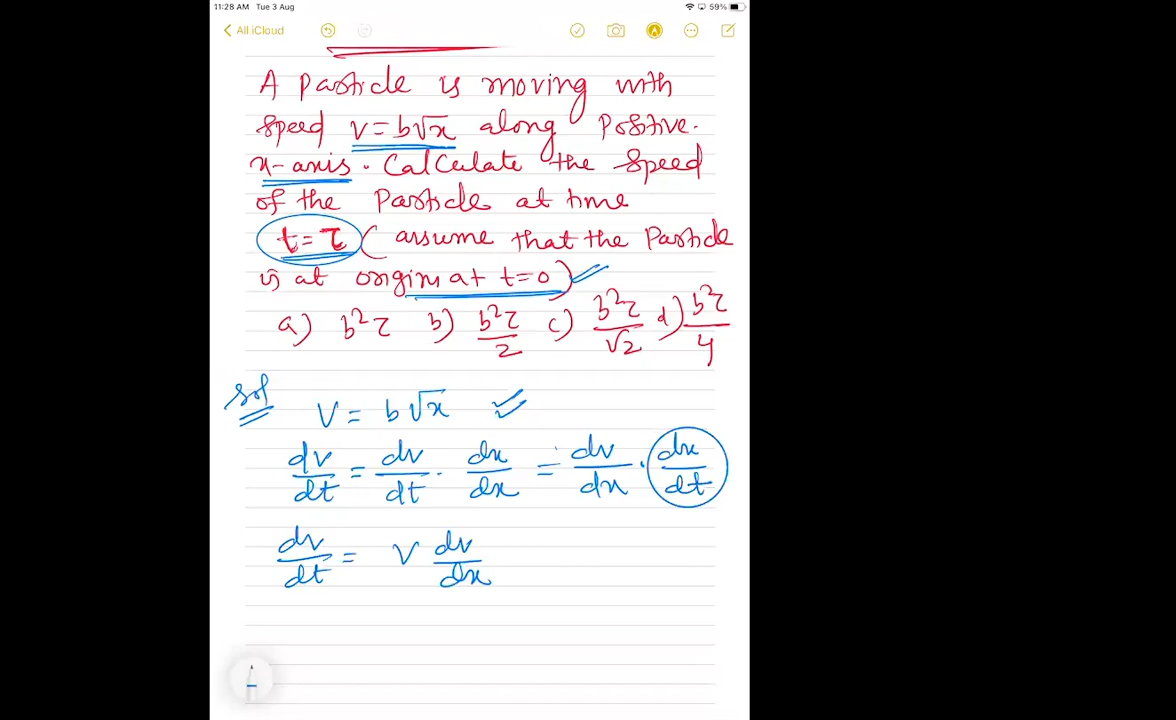 11:28 AM Tue 3 Aug 59%
All iCloud
A particle is moving with
speed v = b√x along positive
x-axis. Calculate the speed
of the Particle at time
t = τ ( assume that the Particle
is at origin at t = 0 )
a) b²τ b) b²τ/2 c) b²τ/√2 d) b²τ/4
Sol
V = b√x
dv/dt = dv/dt · dx/dx = dv/dx · dx/dt
dv/dt = V dv/dx